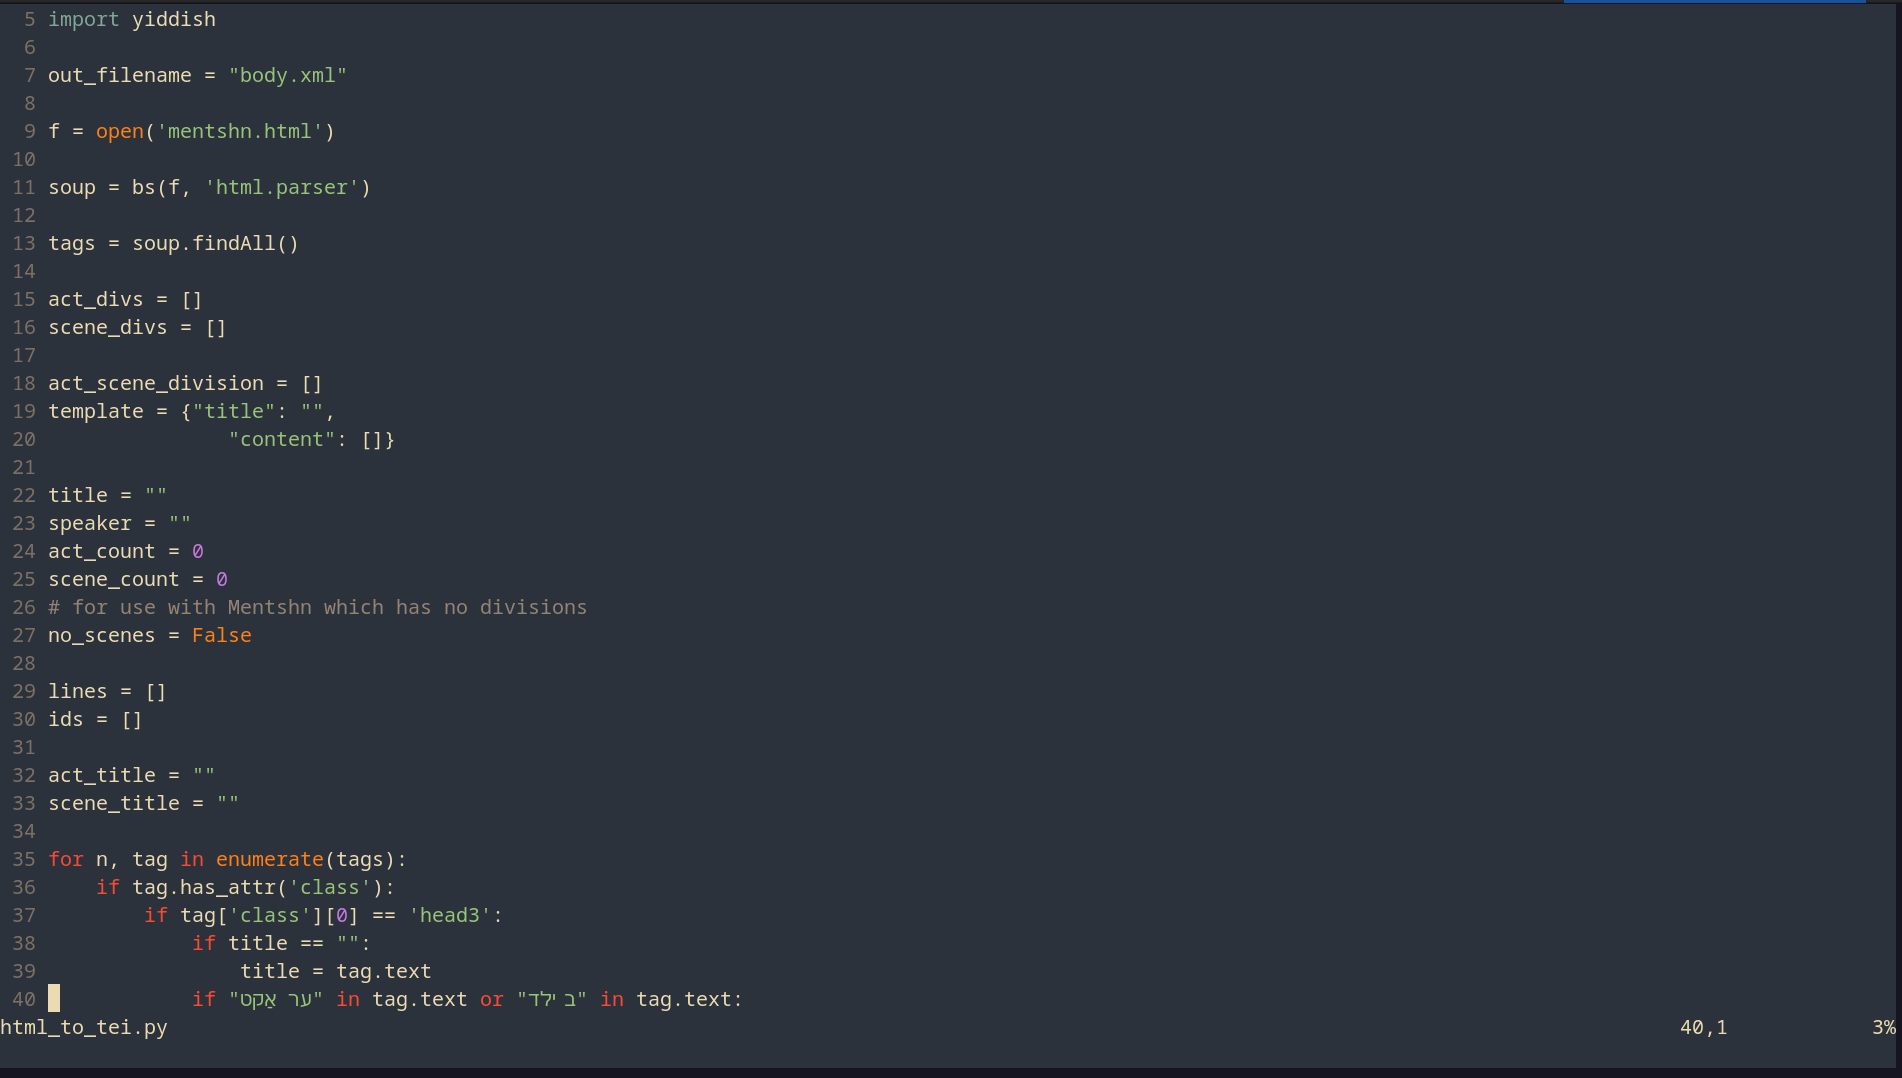 5 import yiddish
6
7 out_filename = "body.xml"
8
9 f = open('mentshn.html')
10
11 soup = bs(f, 'html.parser')
12
13 tags = soup.findAll()
14
15 act_divs = []
16 scene_divs = []
17
18 act_scene_division = []
19 template = {"title": "",
20                "content": []}
21
22 title = ""
23 speaker = ""
24 act_count = 0
25 scene_count = 0
26 # for use with Mentshn which has no divisions
27 no_scenes = False
28
29 lines = []
30 ids = []
31
32 act_title = ""
33 scene_title = ""
34
35 for n, tag in enumerate(tags):
36     if tag.has_attr('class'):
37         if tag['class'][0] == 'head3':
38             if title == "":
39                 title = tag.text
40             if "ער אַקט" in tag.text or "בילד" in tag.text:
html_to_tei.py 40,1 3%